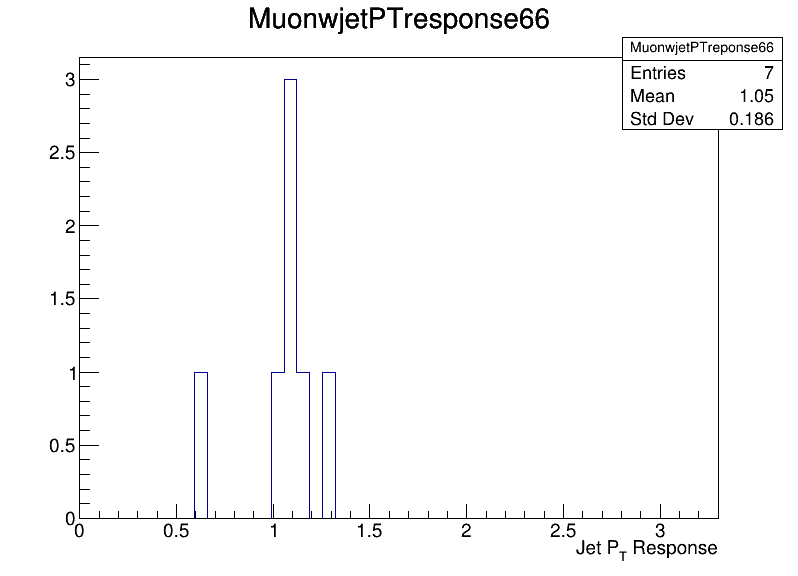 MuonwjetPTresponse66
MuonwjetPTreponse66
Entries 7
Mean 1.05
Std Dev 0.186
3
2.5
2
1.5
1
0.5
0
0 0.5 1 1.5 2 2.5 3
Jet PT Response